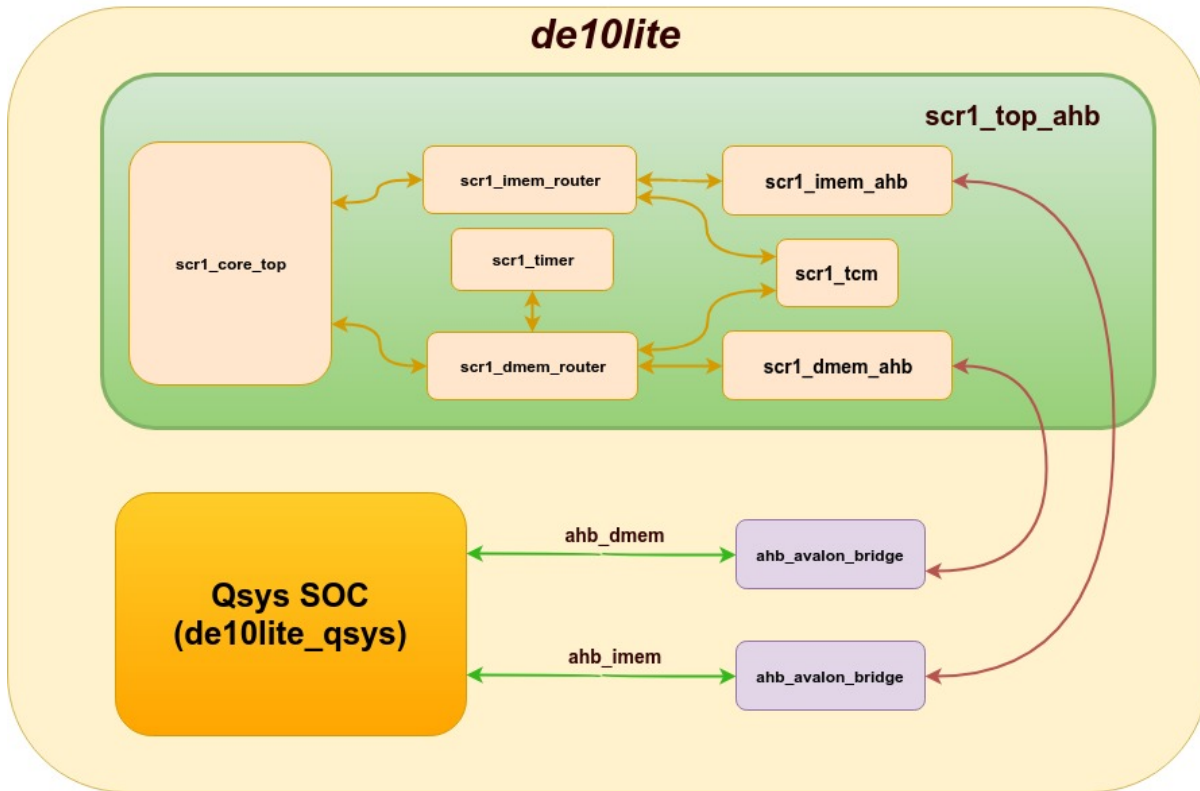 de10lite
scr1_top_ahb
scr1_core_top
scr1_imem_router
scr1_imem_ahb
scr1_timer
scr1_tcm
scr1_dmem_router
scr1_dmem_ahb
Qsys SOC
(de10lite_qsys)
ahb_dmem
ahb_avalon_bridge
ahb_imem
ahb_avalon_bridge